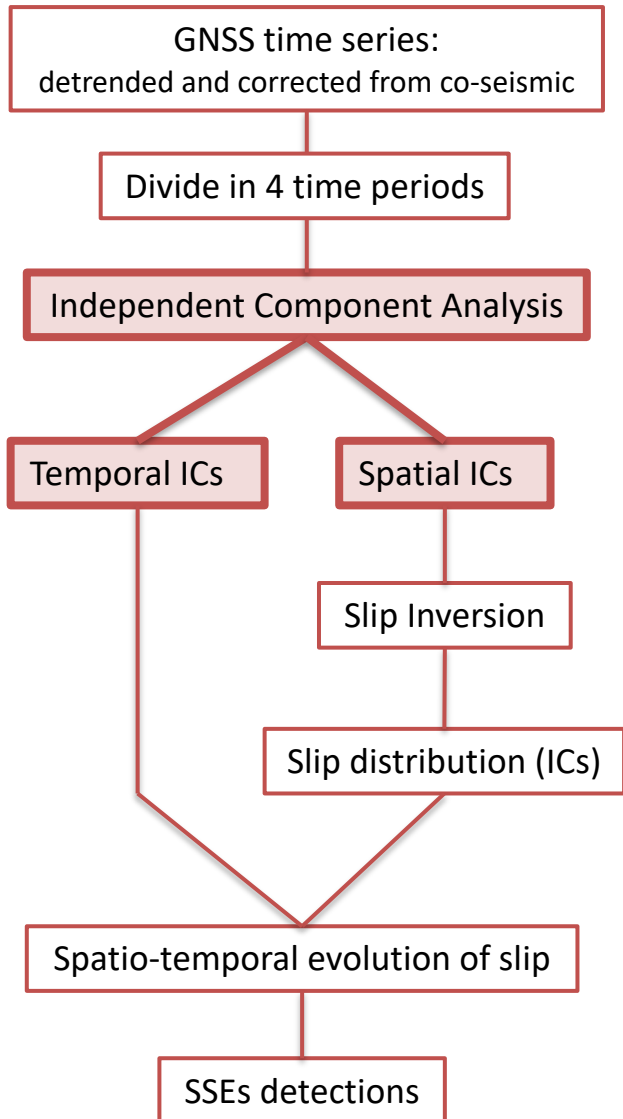 GNSS time series:
detrended and corrected from co-seismic
Divide in 4 time periods
Independent Component Analysis
Temporal ICs
Spatial ICs
Slip Inversion
Slip distribution (ICs)
Spatio-temporal evolution of slip
SSEs detections